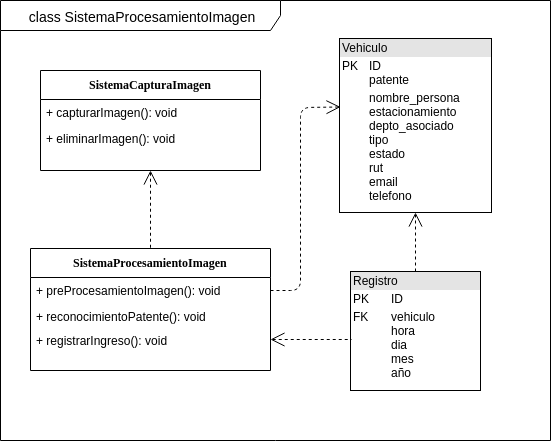 class SistemaProcesamientoImagen
SistemaCapturaImagen
+ capturarImagen(): void
+ eliminarImagen(): void
Vehiculo
PK ID
patente
nombre_persona
estacionamiento
depto_asociado
tipo
estado
rut
email
telefono
SistemaProcesamientoImagen
+ preProcesamientoImagen(): void
+ reconocimientoPatente(): void
+ registrarIngreso(): void
Registro
PK ID
FK vehiculo
hora
dia
mes
año